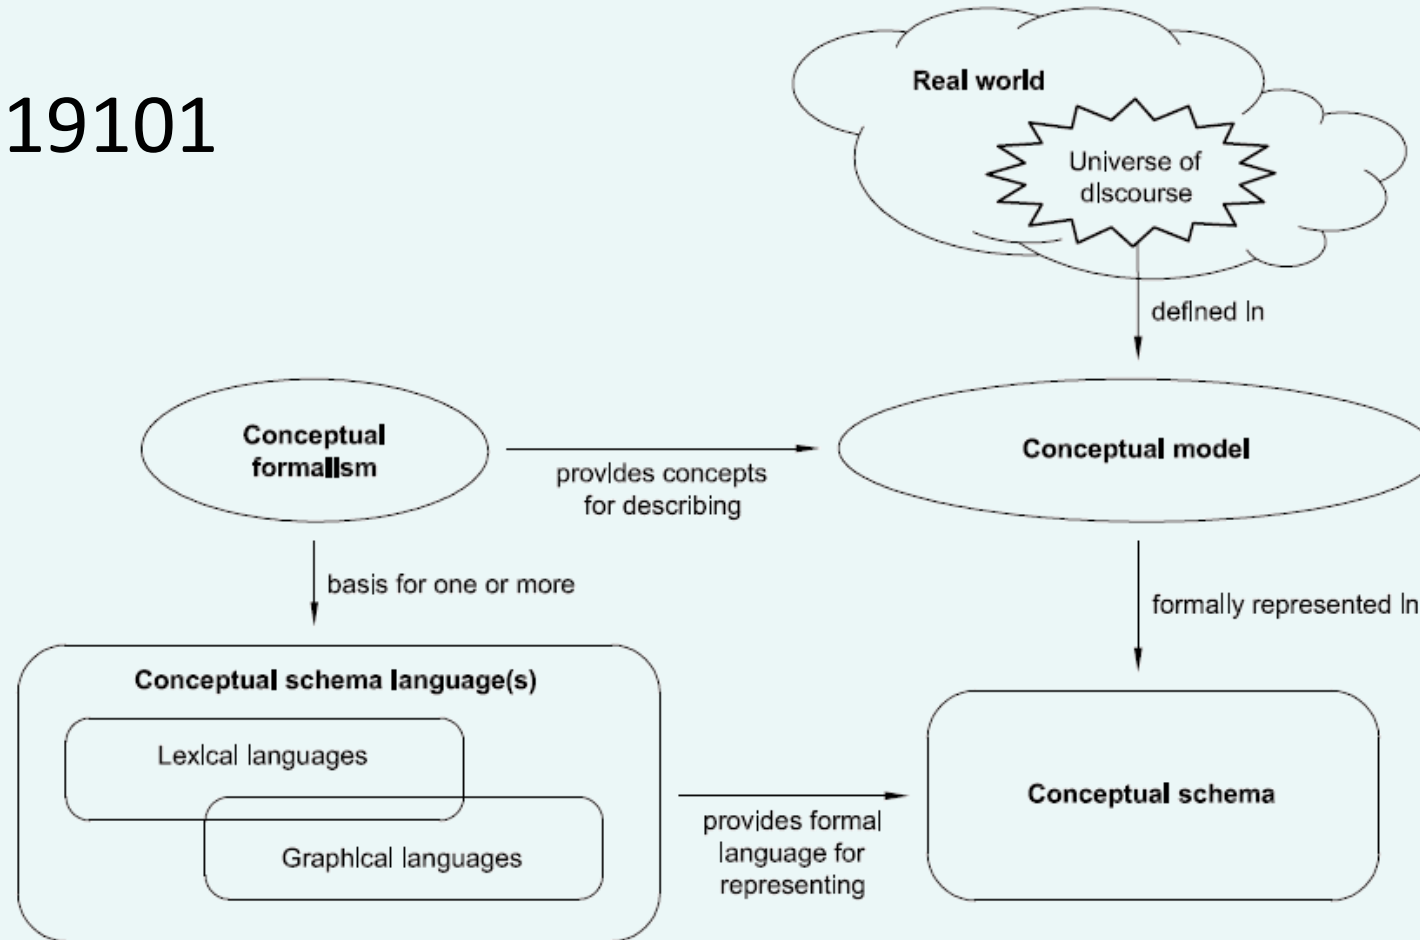 19101
Real world
Universe of
discourse
defined in
Conceptual
formalism
provides concepts
for describing
Conceptual model
basis for one or more
formally represented in
Conceptual schema language(s)
Lexical languages
Graphical languages
provides formal
language for
representing
Conceptual schema